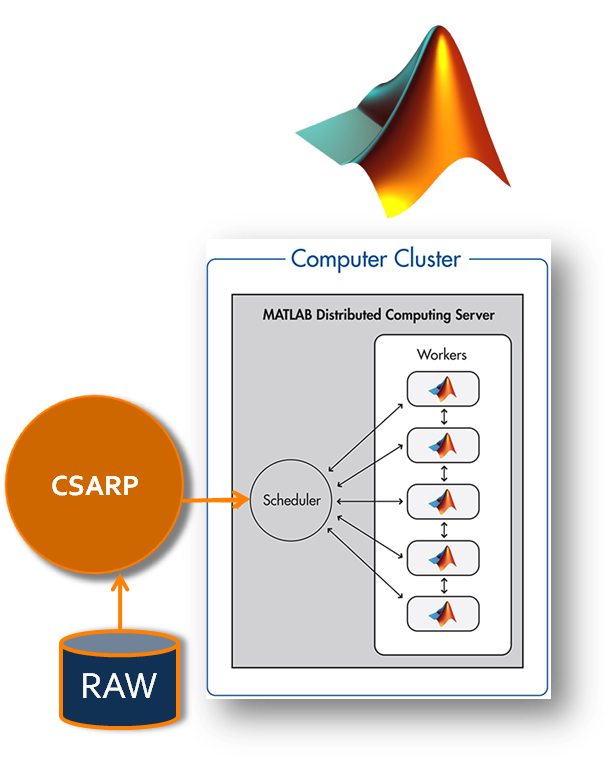 Computer Cluster
MATLAB Distributed Computing Server
Workers
CSARP
Scheduler
RAW